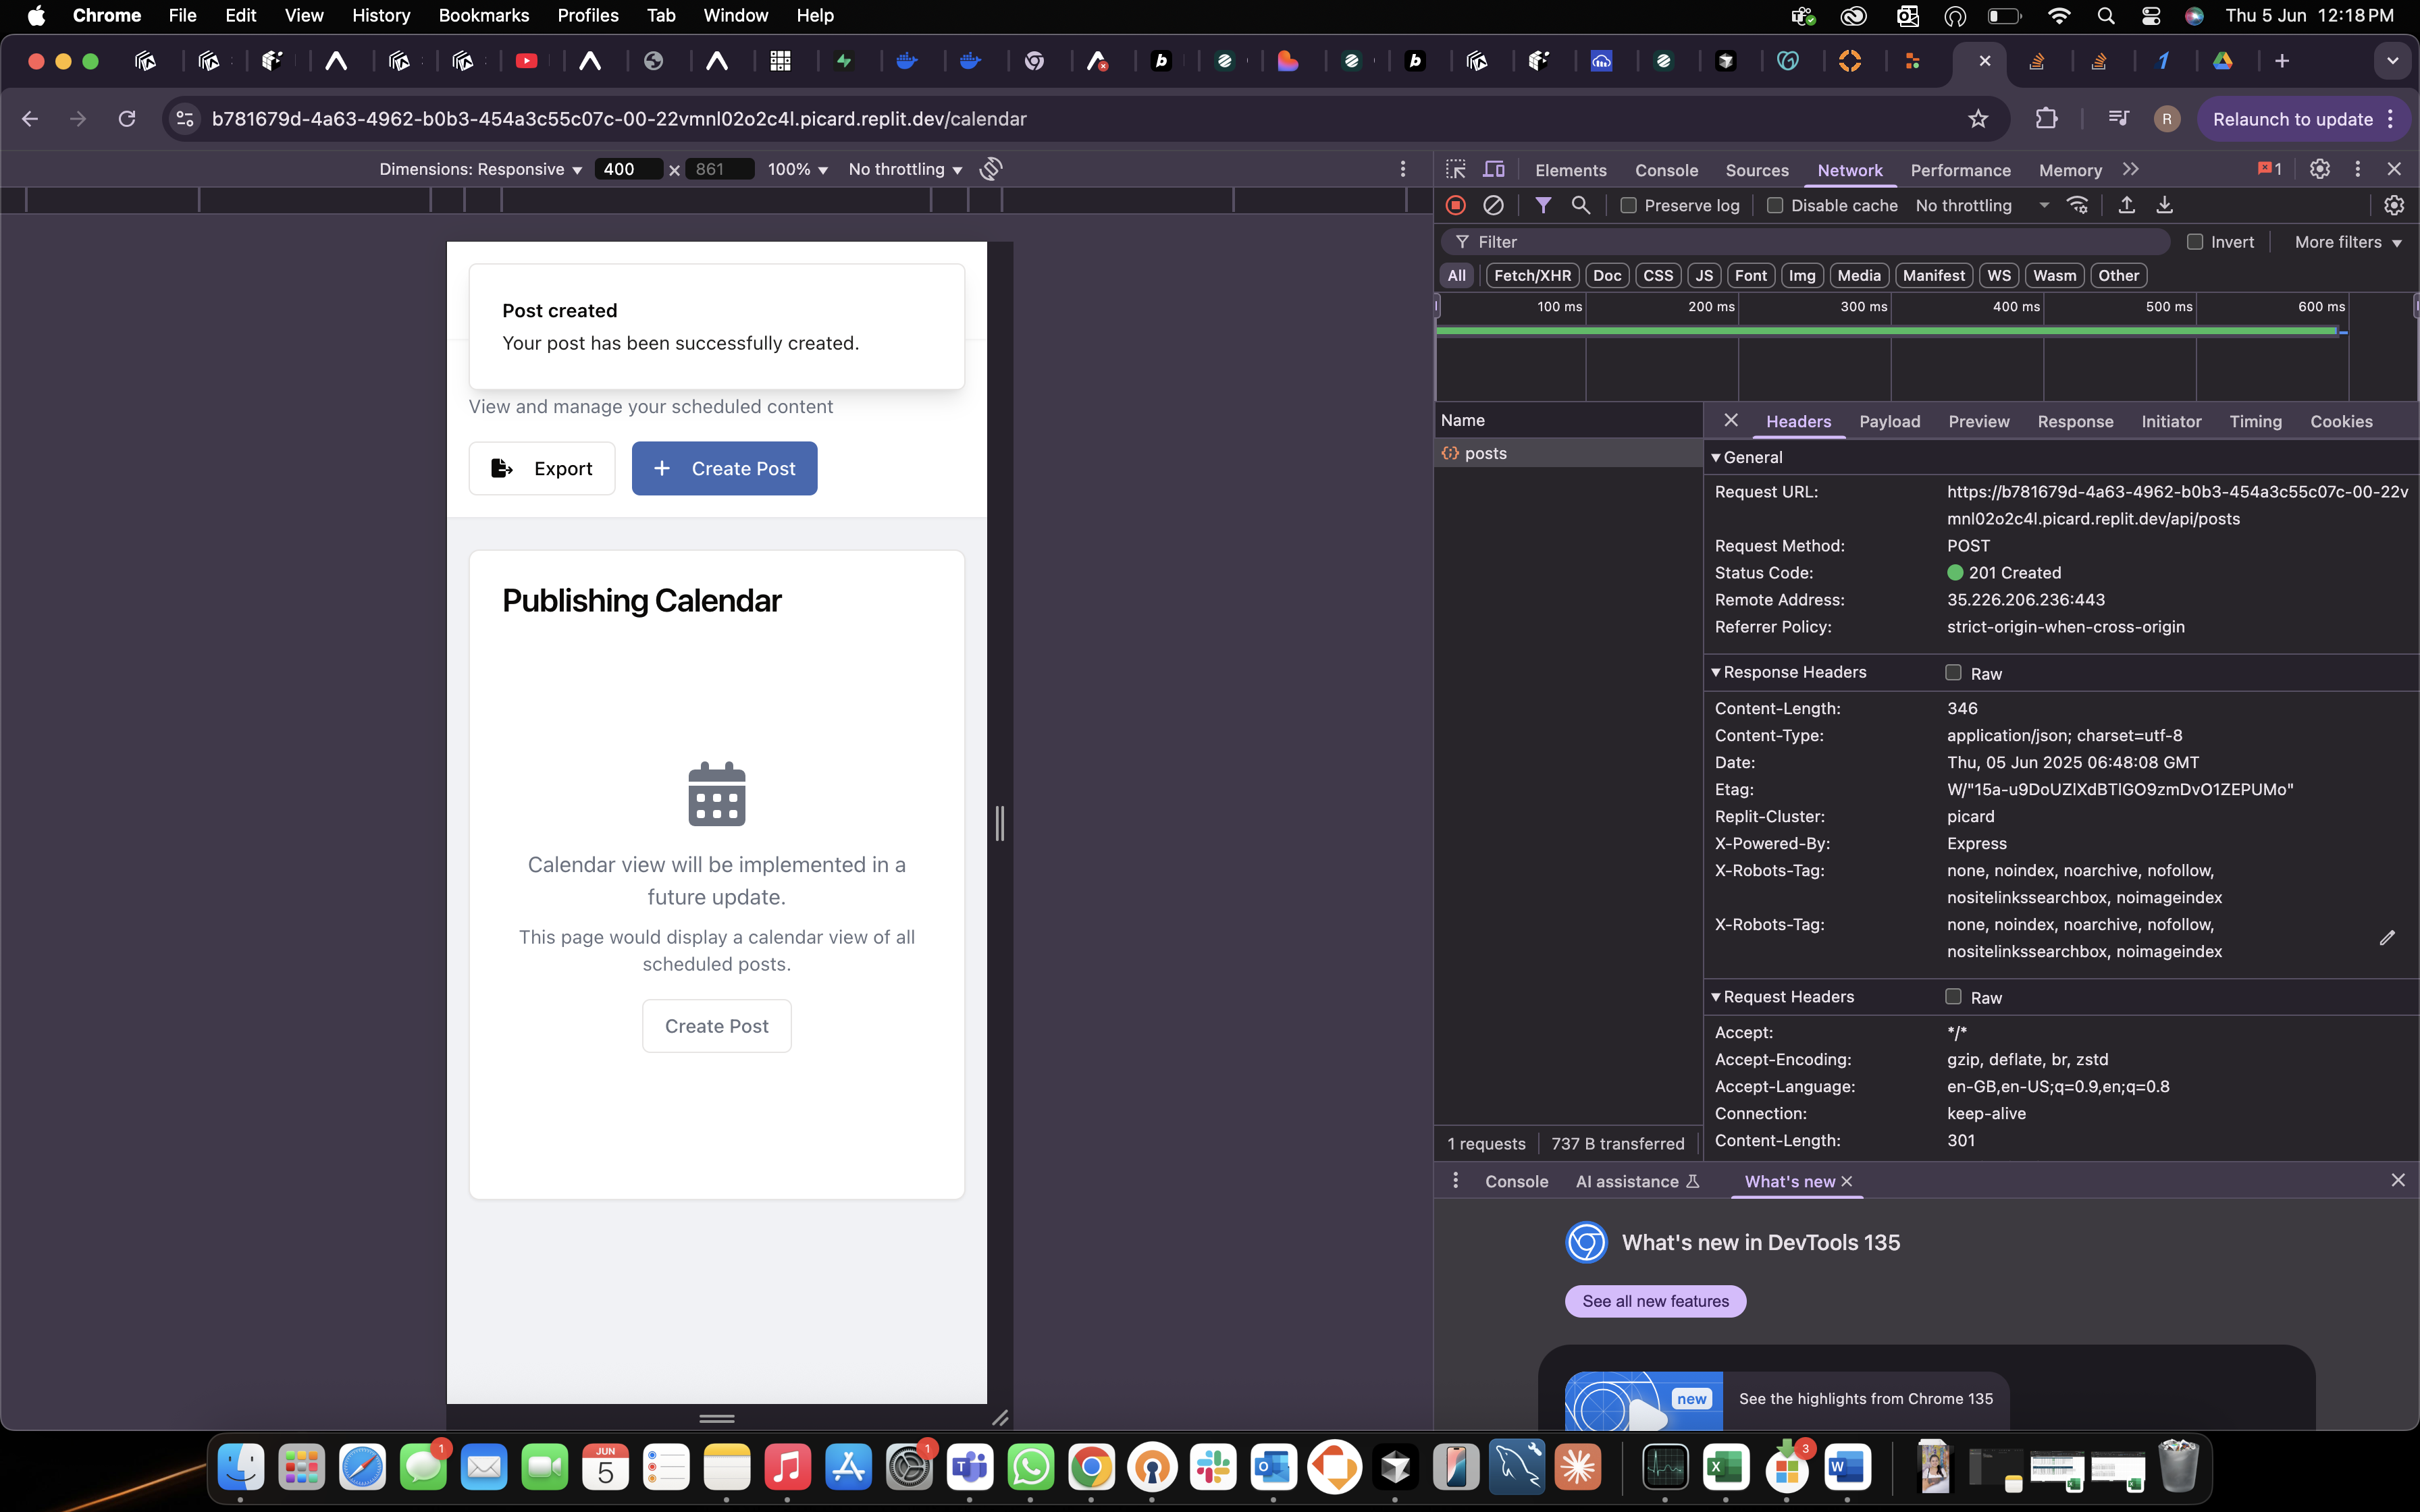 Chrome File Edit View History Bookmarks Profiles Tab Window Help Thu 5 Jun 12:18 PM
b781679d-4a63-4962-b0b3-454a3c55c07c-00-22vmnl02o2c4l.picard.replit.dev/calendar R Relaunch to update
Dimensions: Responsive 400 × 861 100% No throttling
Post created
Your post has been successfully created.
View and manage your scheduled content
Export + Create Post
Publishing Calendar
Calendar view will be implemented in a
future update.
This page would display a calendar view of all
scheduled posts.
Create Post
Elements Console Sources Network Performance Memory 1
Preserve log Disable cache No throttling
Filter Invert More filters
All Fetch/XHR Doc CSS JS Font Img Media Manifest WS Wasm Other
100 ms 200 ms 300 ms 400 ms 500 ms 600 ms
Name
posts
Headers Payload Preview Response Initiator Timing Cookies
General
Request URL: https://b781679d-4a63-4962-b0b3-454a3c55c07c-00-22v
mnl02o2c4l.picard.replit.dev/api/posts
Request Method: POST
Status Code: 201 Created
Remote Address: 35.226.206.236:443
Referrer Policy: strict-origin-when-cross-origin
Response Headers Raw
Content-Length: 346
Content-Type: application/json; charset=utf-8
Date: Thu, 05 Jun 2025 06:48:08 GMT
Etag: W/"15a-u9DoUZlXdBTlGO9zmDvO1ZEPUMo"
Replit-Cluster: picard
X-Powered-By: Express
X-Robots-Tag: none, noindex, noarchive, nofollow,
nositelinkssearchbox, noimageindex
X-Robots-Tag: none, noindex, noarchive, nofollow,
nositelinkssearchbox, noimageindex
Request Headers Raw
Accept: */*
Accept-Encoding: gzip, deflate, br, zstd
Accept-Language: en-GB,en-US;q=0.9,en;q=0.8
Connection: keep-alive
Content-Length: 301
1 requests 737 B transferred
Console AI assistance What's new
What's new in DevTools 135
See all new features
new See the highlights from Chrome 135
1 JUN 5 1 3